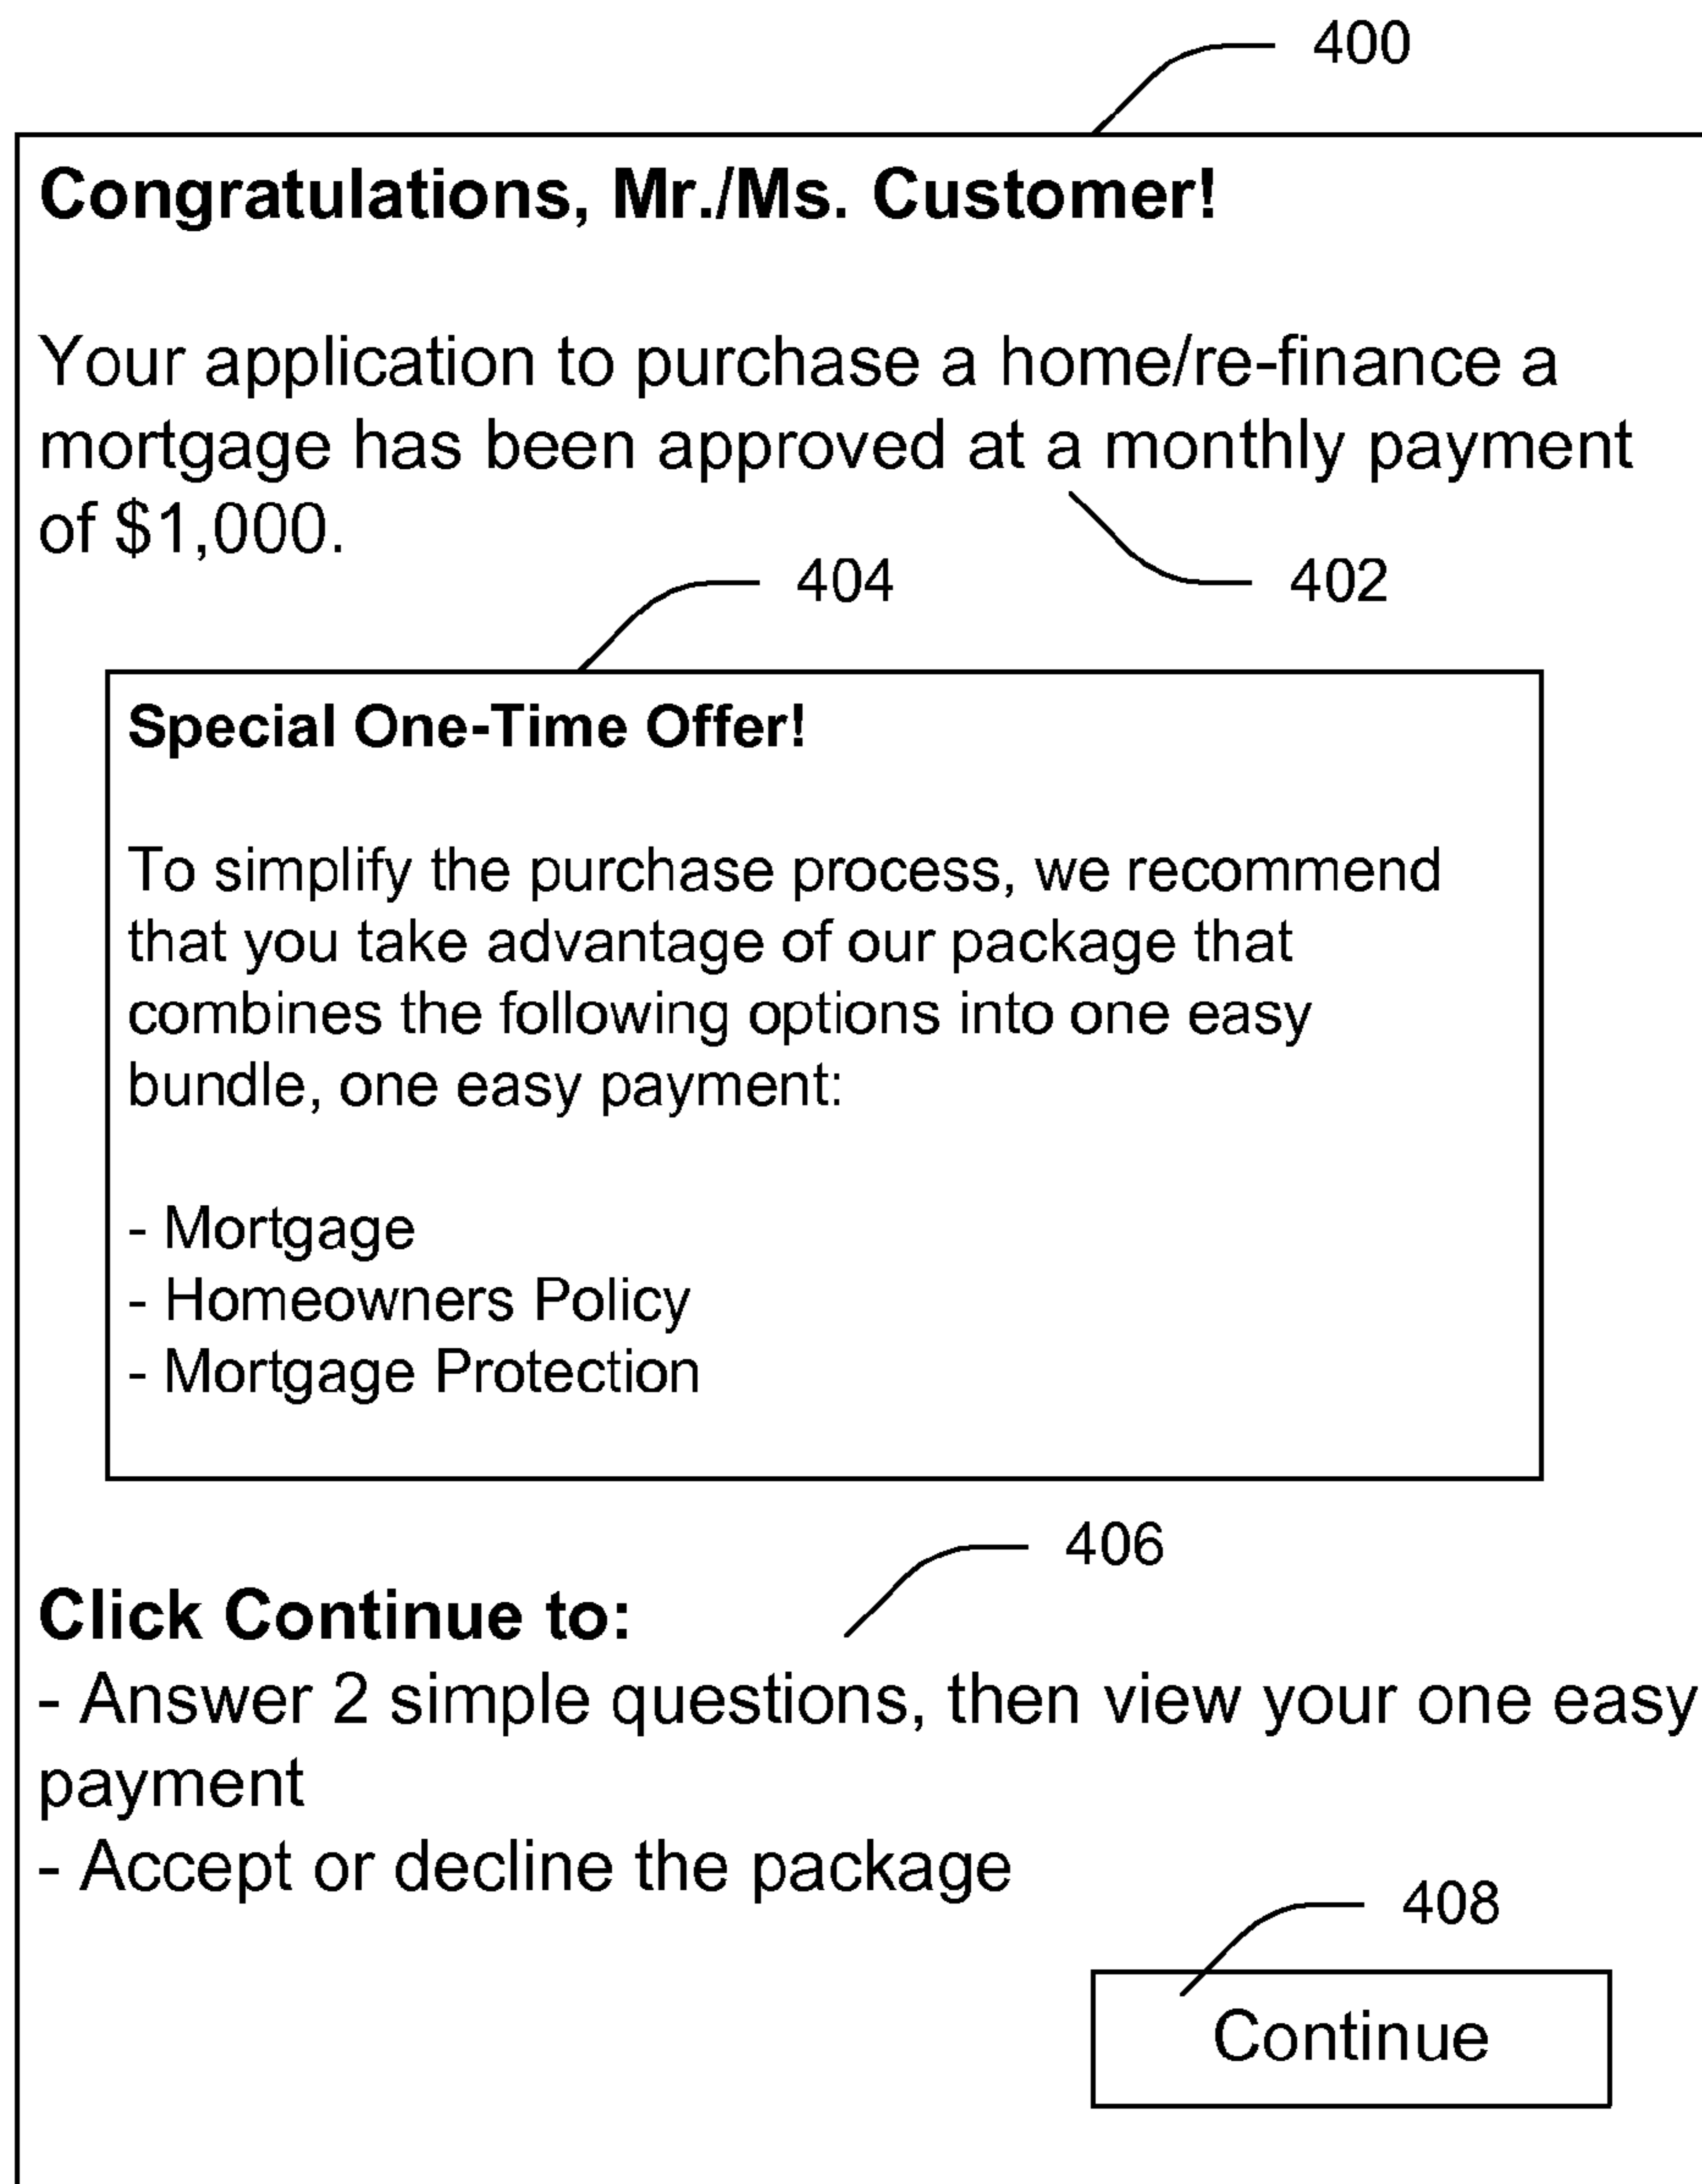 400
Congratulations, Mr./Ms. Customer!
Your application to purchase a home/re-finance a
mortgage has been approved at a monthly payment
of $1,000.
402
404
Special One-Time Offer!
To simplify the purchase process, we recommend
that you take advantage of our package that
combines the following options into one easy
bundle, one easy payment:
- Mortgage
- Homeowners Policy
- Mortgage Protection
406
Click Continue to:
- Answer 2 simple questions, then view your one easy
payment
- Accept or decline the package
408
Continue